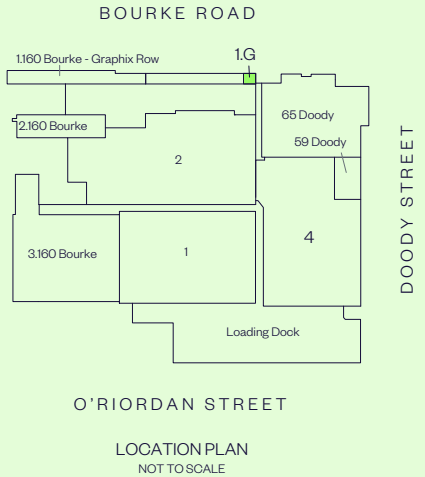 BOURKE ROAD
1.160 Bourke - Graphix Row
1.G
65 Doody
2.160 Bourke
59 Doody
2
DOODY STREET
4
3.160 Bourke
1
Loading Dock
O'RIORDAN STREET
LOCATION PLAN
NOT TO SCALE